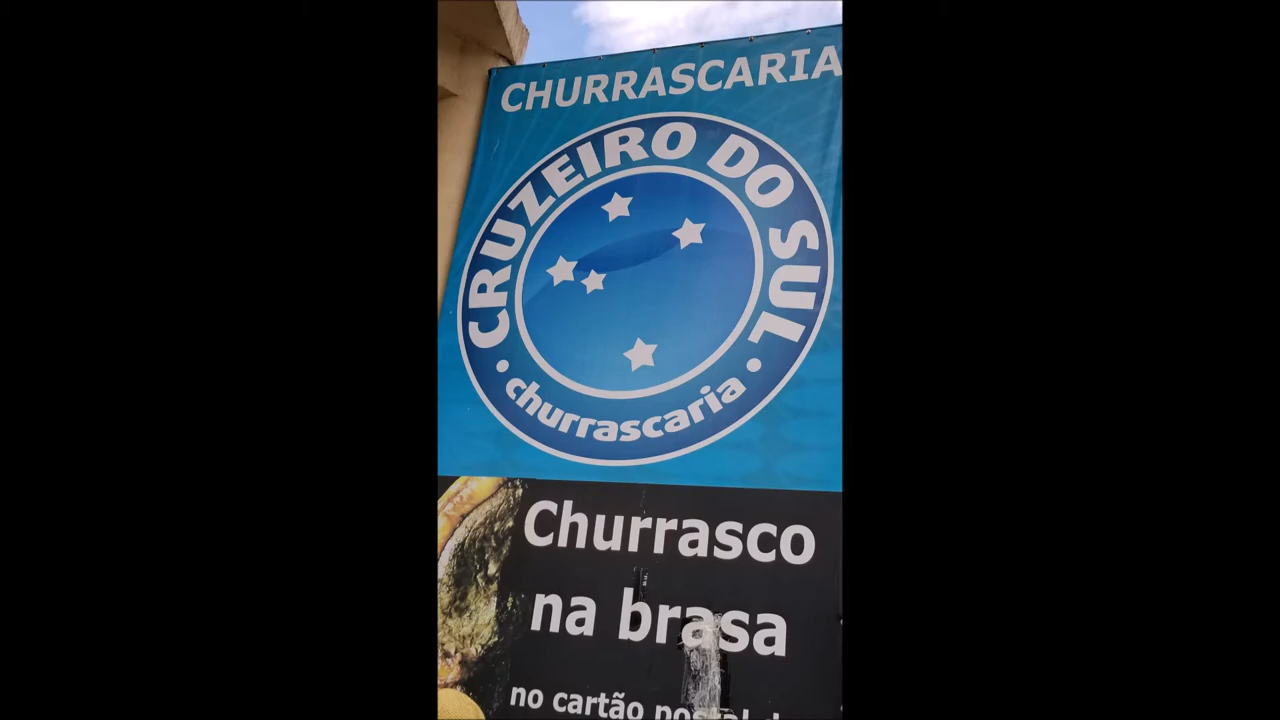 CHURRASCARIA
CRUZEIRO DO SUL
• churrascaria •
Churrasco
na brasa
no cartão postal